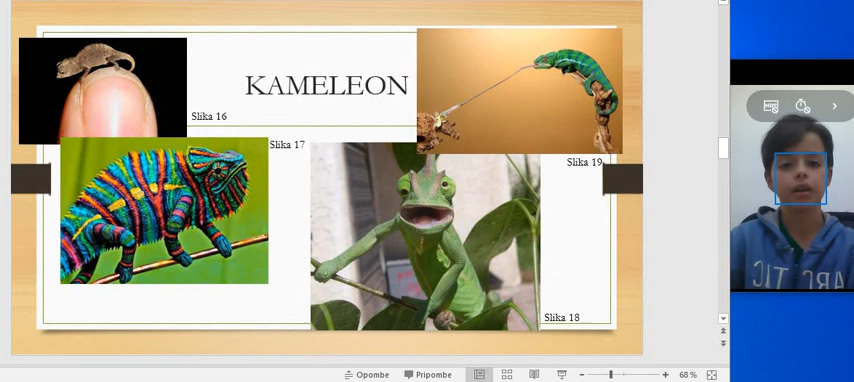 KAMELEON
Slika 16
Slika 17
Slika 19
Slika 18
Opombe
Pripombe
68 %
ARCTIC